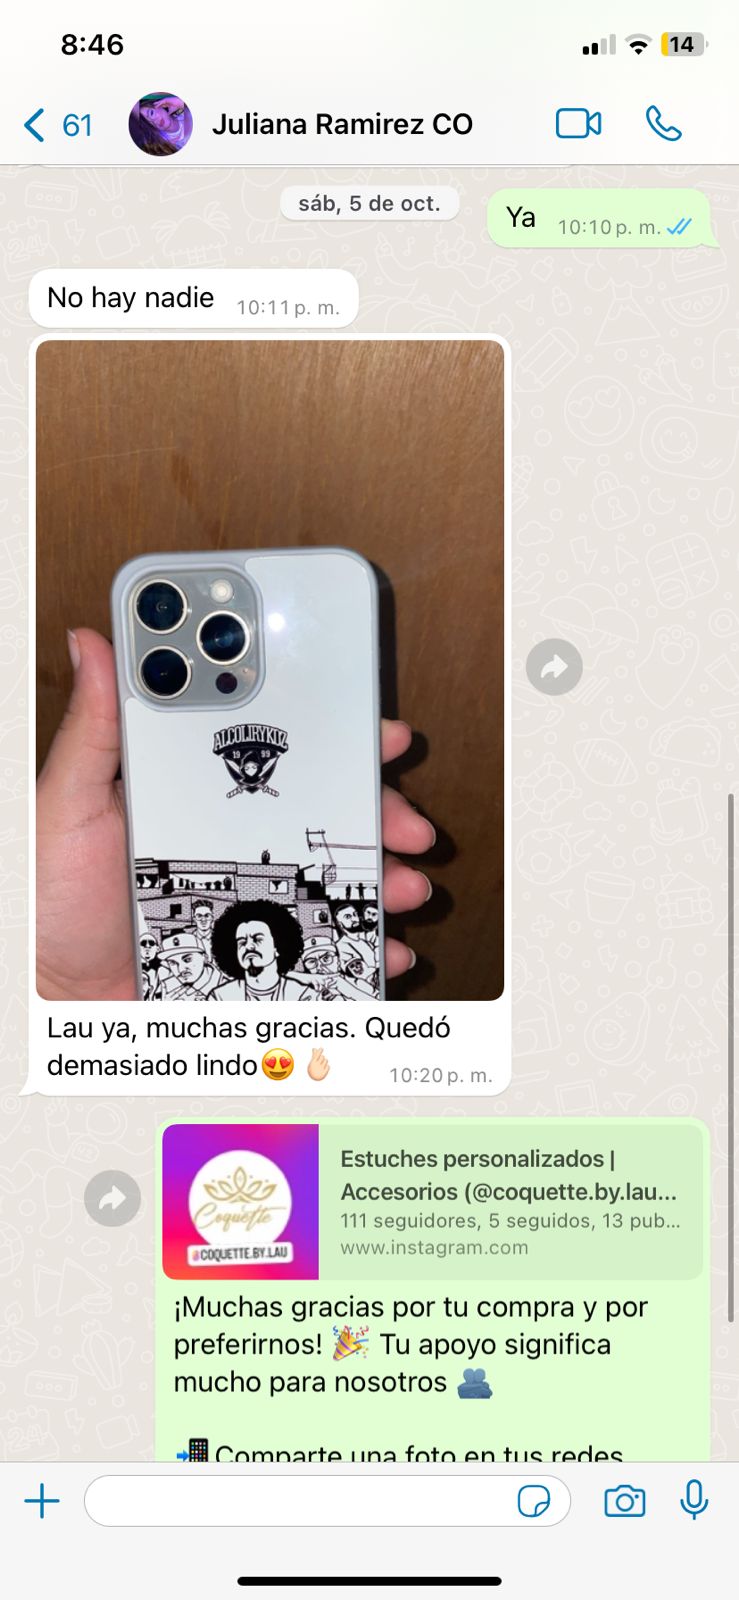 8:46
14
61
Juliana Ramirez CO
sáb, 5 de oct.
Ya 10:10 p. m.
No hay nadie 10:11 p. m.
ALCOLIRYKOZ
19 99
Lau ya, muchas gracias. Quedó
demasiado lindo😍🫰🏻 10:20 p. m.
Coquette
@COQUETTE.BY.LAU
Estuches personalizados |
Accesorios (@coquette.by.lau...
111 seguidores, 5 seguidos, 13 pub...
www.instagram.com
¡Muchas gracias por tu compra y por
preferirnos! 🎉 Tu apoyo significa
mucho para nosotros 🫂
📲 Comparte una foto en tus redes